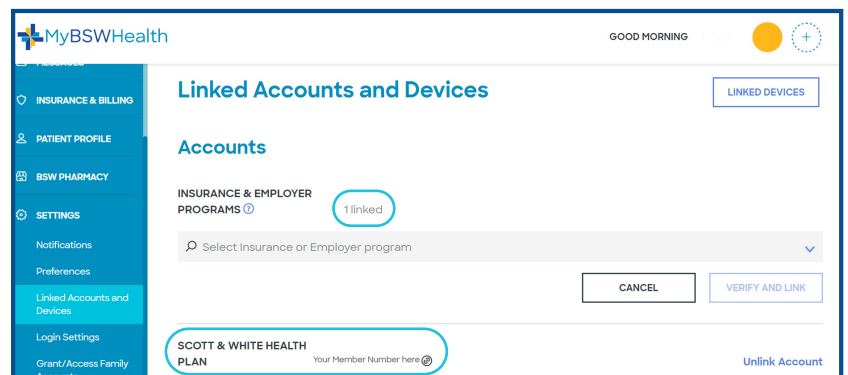 MyBSWHealth
GOOD MORNING
INSURANCE & BILLING
PATIENT PROFILE
BSW PHARMACY
SETTINGS
Notifications
Preferences
Linked Accounts and
Devices
Login Settings
Grant/Access Family
Linked Accounts and Devices
LINKED DEVICES
Accounts
INSURANCE & EMPLOYER
PROGRAMS
1 linked
Select Insurance or Employer program
CANCEL
VERIFY AND LINK
SCOTT & WHITE HEALTH
PLAN
Your Member Number here
Unlink Account